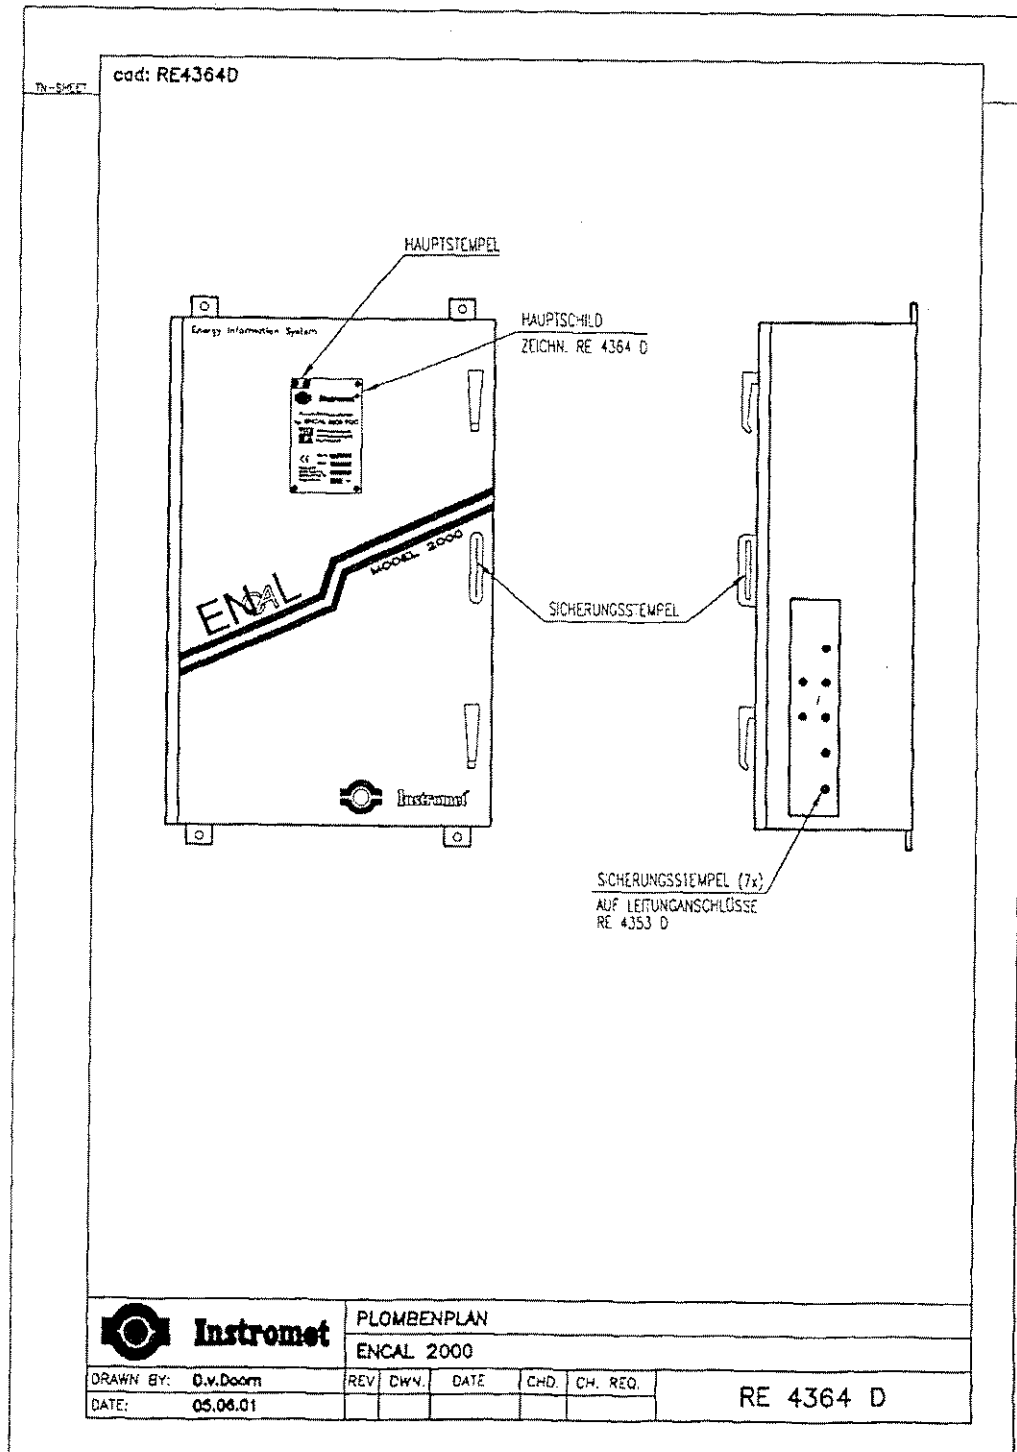 cad: RE4364D
TN-SHEET
HAUPTSTEMPEL
HAUPTSCHILD
ZEICHN. RE 4364 D
Energy Information System
Instromet
MODEL 2000
ENCAL
SICHERUNGSSTEMPEL
Instromet
SICHERUNGSSTEMPEL (7x)
AUF LEITUNGANSCHLÜSSE
RE 4353 D
Instromet
PLOMBENPLAN
ENCAL 2000
DRAWN BY: D.v.Doorn
REV DWN. DATE CHD. CH. REQ.
RE 4364 D
DATE: 05.06.01